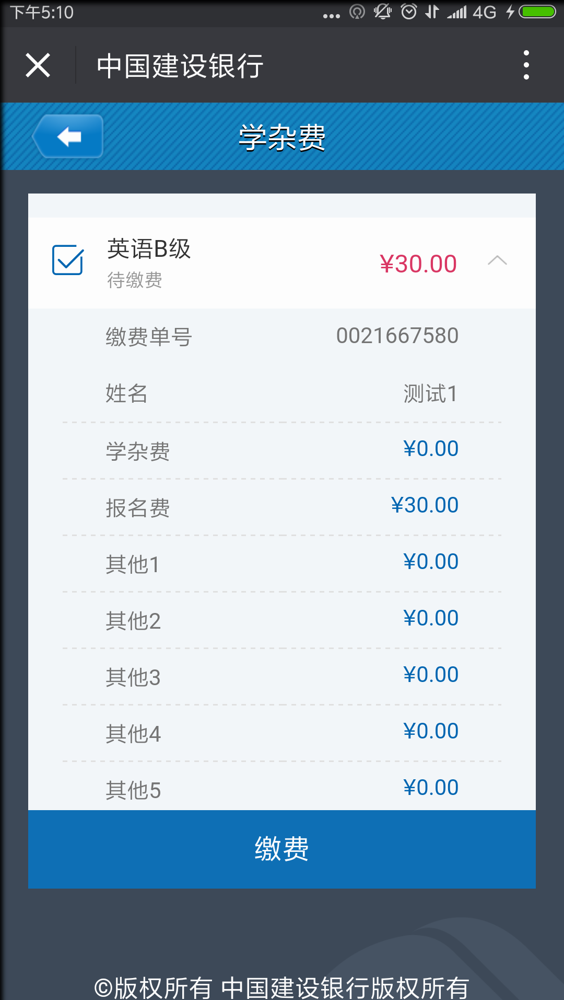 下午5:10 ... 4G
中国建设银行
学杂费
英语B级
待缴费
¥30.00
缴费单号 0021667580
姓名 测试1
学杂费 ¥0.00
报名费 ¥30.00
其他1 ¥0.00
其他2 ¥0.00
其他3 ¥0.00
其他4 ¥0.00
其他5 ¥0.00
缴费
©版权所有 中国建设银行版权所有